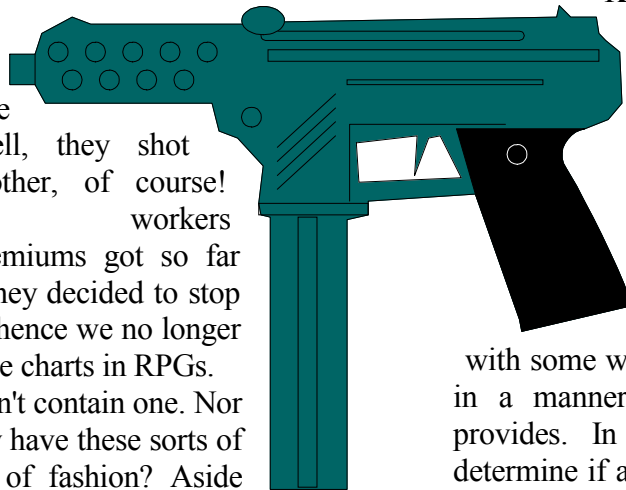 ell, they shot
other, of course!
workers
emiums got so far
hey decided to stop
hence we no longer
e charts in RPGs.
n't contain one. Nor
y have these sorts of
of fashion? Aside
with some w
in a manner
provides. In
determine if a